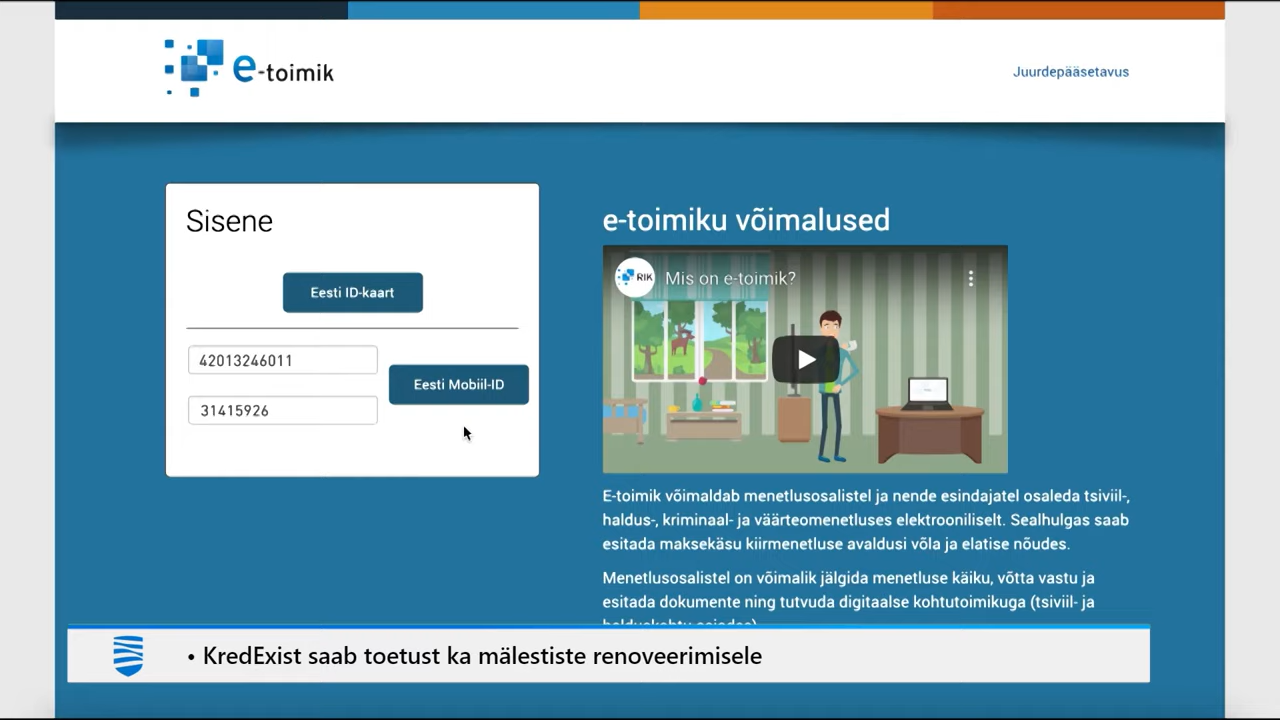 e-toimik
Juurdepääsetavus
Sisene
Eesti ID-kaart
42013246011
Eesti Mobiil-ID
31415926
e-toimiku võimalused
RIK
Mis on e-toimik?
E-toimik võimaldab menetlusosalistel ja nende esindajatel osaleda tsiviil-,
haldus-, kriminaal- ja väärteomenetluses elektrooniliselt. Sealhulgas saab
esitada maksekäsu kiirmenetluse avaldusi võla ja elatise nõudes.
Menetlusosalistel on võimalik jälgida menetluse käiku, võtta vastu ja
esitada dokumente ning tutvuda digitaalse kohtutoimikuga (tsiviil- ja
• KredExist saab toetust ka mälestiste renoveerimisele